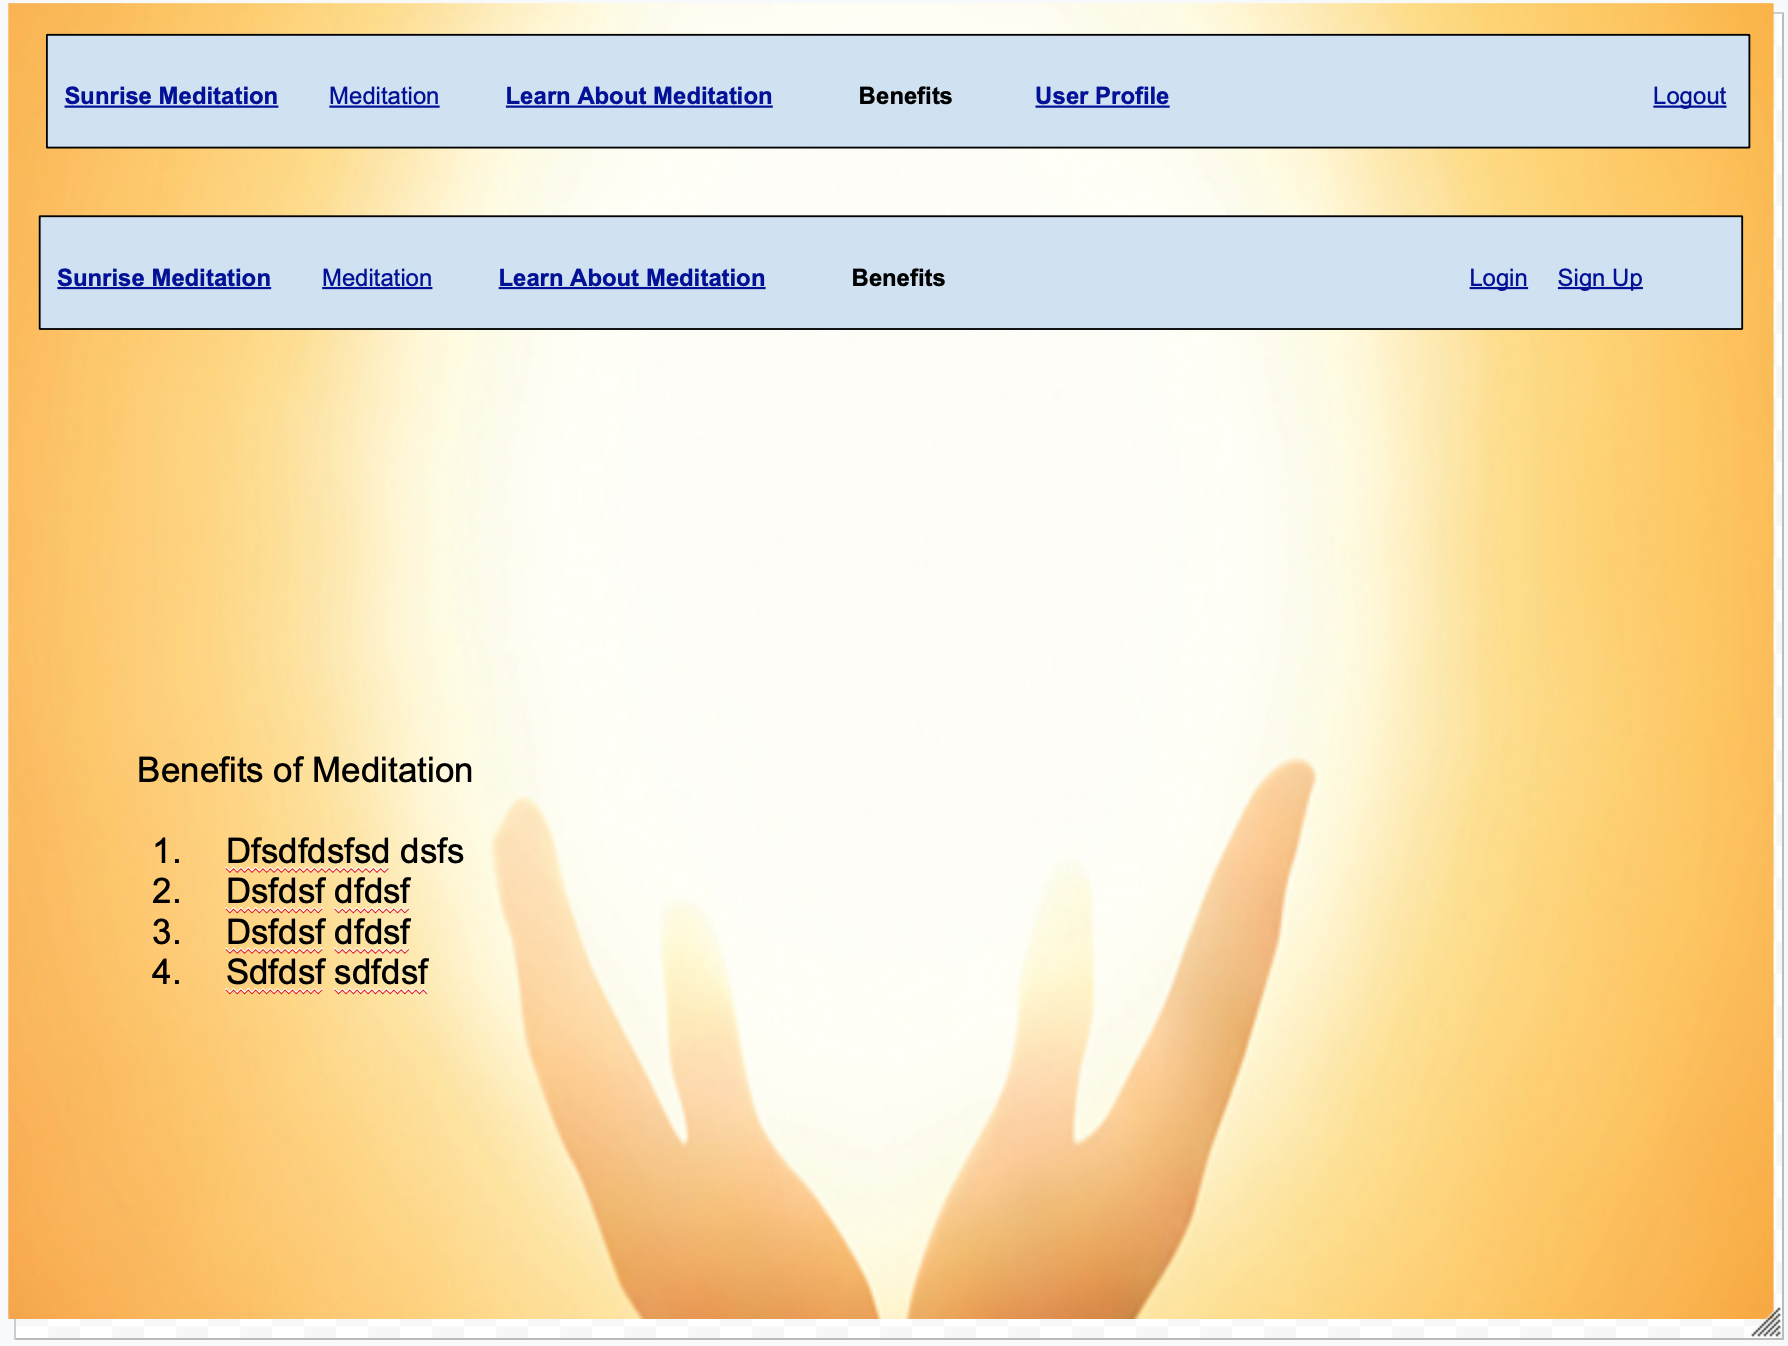 Sunrise Meditation Meditation Learn About Meditation Benefits User Profile Logout
Sunrise Meditation Meditation Learn About Meditation Benefits Login Sign Up
Benefits of Meditation
1. Dfsdfdsfsd dsfs
2. Dsfdsf dfdsf
3. Dsfdsf dfdsf
4. Sdfdsf sdfdsf